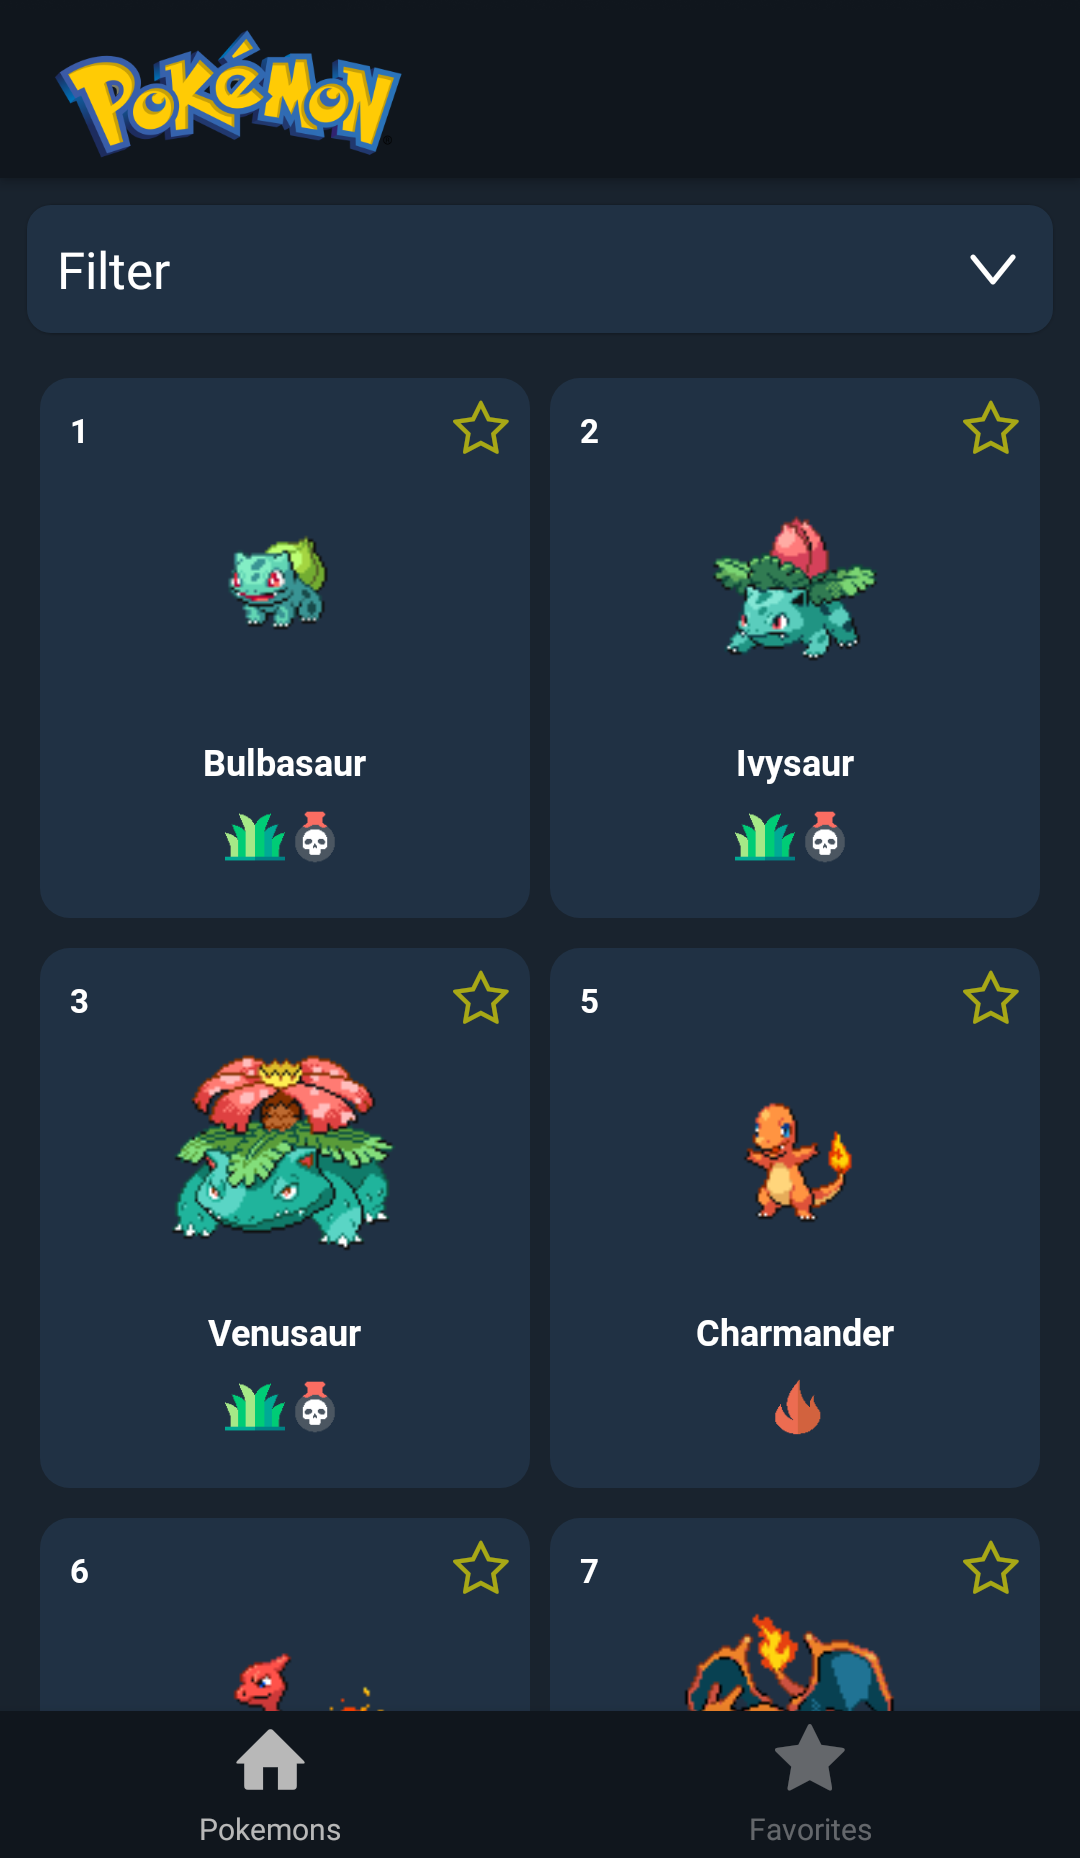 Pokémon
Filter
1
2
Bulbasaur
Ivysaur
3
5
Venusaur
Charmander
6
7
Pokemons
Favorites